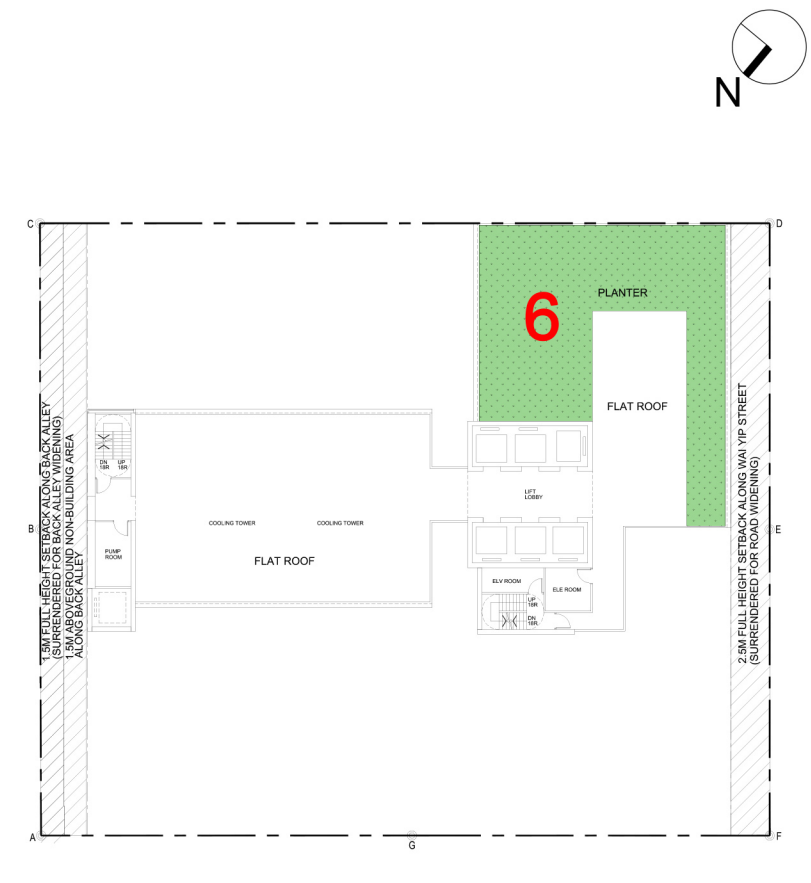 N
C
D
PLANTER
6
FLAT ROOF
1.5M FULL HEIGHT SETBACK ALONG BACK ALLEY
(SURRENDERED FOR BACK ALLEY WIDENING)
1.5M ABOVEGROUND NON-BUILDING AREA
ALONG BACK ALLEY
2.5M FULL HEIGHT SETBACK ALONG WAI YIP STREET
(SURRENDERED FOR ROAD WIDENING)
DN
18R
UP
18R
LIFT
LOBBY
B
COOLING TOWER
COOLING TOWER
E
PUMP
ROOM
FLAT ROOF
ELV ROOM
ELE ROOM
UP
18R
DN
18R
A
G
F